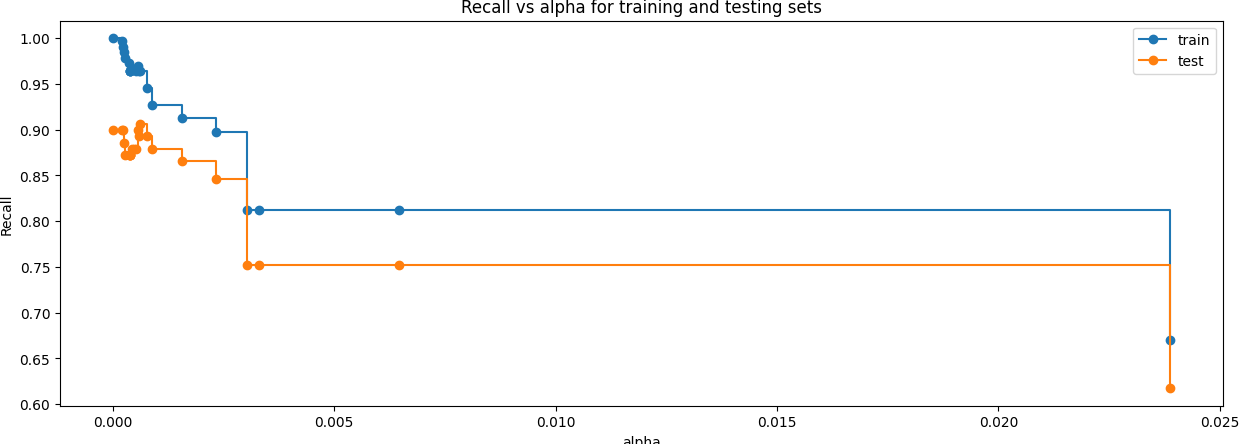 Recall vs alpha for training and testing sets
train
test
Recall
1.00
0.95
0.90
0.85
0.80
0.75
0.70
0.65
0.60
0.000 0.005 0.010 0.015 0.020 0.025
alpha